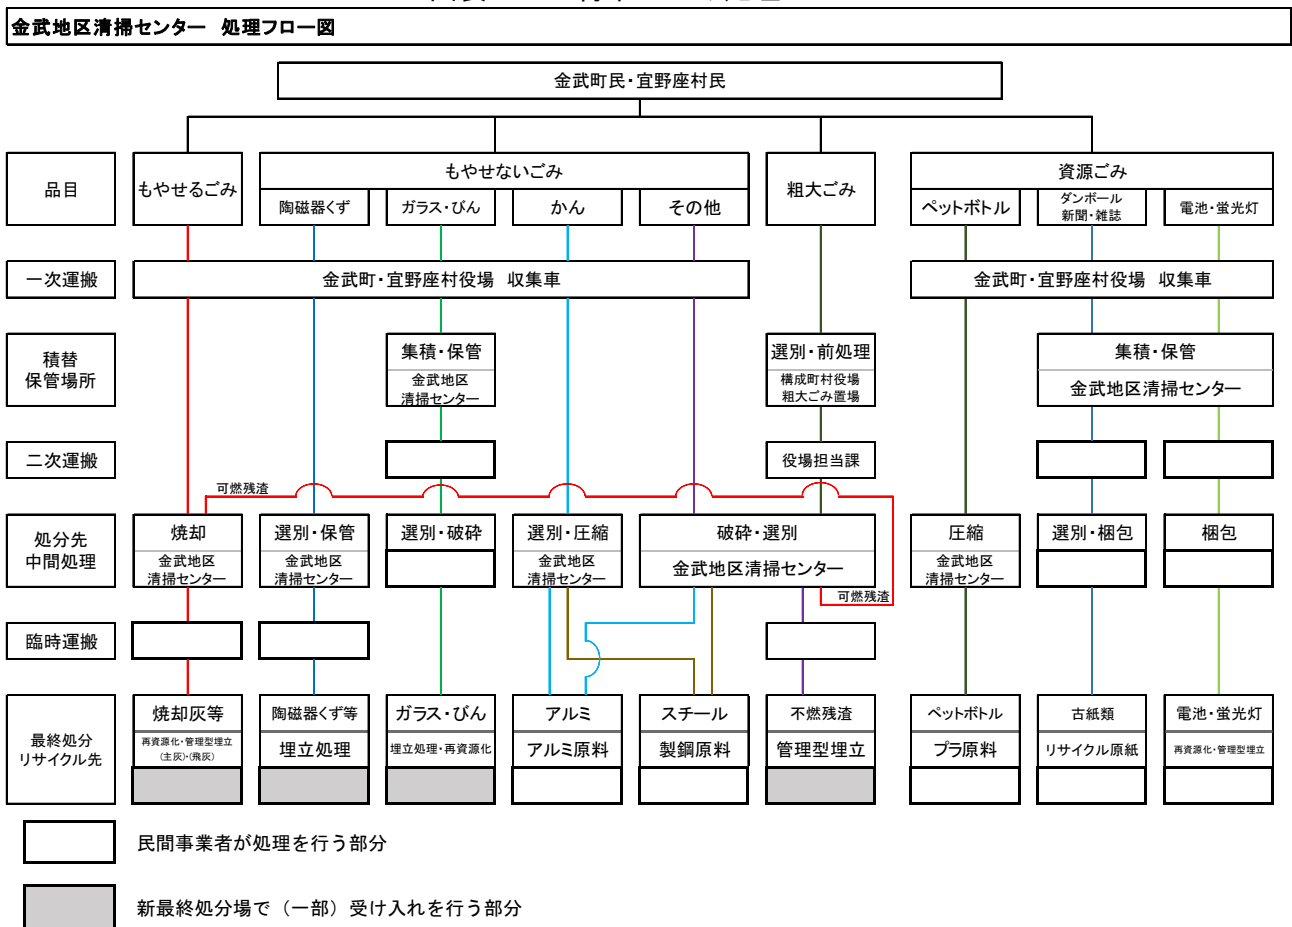 金武地区清掃センター　処理フロー図
金武町民・宜野座村民
品目
もやせるごみ
もやせないごみ
陶磁器くず
ガラス・びん
かん
その他
粗大ごみ
資源ごみ
ペットボトル
ダンボール
新聞・雑誌
電池・蛍光灯
一次運搬
金武町・宜野座村役場　収集車
金武町・宜野座村役場　収集車
積替
保管場所
集積・保管
金武地区
清掃センター
選別・前処理
構成町村役場
粗大ごみ置場
集積・保管
金武地区清掃センター
二次運搬
役場担当課
可燃残渣
処分先
中間処理
焼却
金武地区
清掃センター
選別・保管
金武地区
清掃センター
選別・破砕
選別・圧縮
金武地区
清掃センター
破砕・選別
金武地区清掃センター
圧縮
金武地区
清掃センター
選別・梱包
梱包
可燃残渣
臨時運搬
最終処分
リサイクル先
焼却灰等
再資源化・管理型埋立
(主灰)・(飛灰)
陶磁器くず等
埋立処理
ガラス・びん
埋立処理・再資源化
アルミ
アルミ原料
スチール
製鋼原料
不燃残渣
管理型埋立
ペットボトル
プラ原料
古紙類
リサイクル原紙
電池・蛍光灯
再資源化・管理型埋立
民間事業者が処理を行う部分
新最終処分場で（一部）受け入れを行う部分